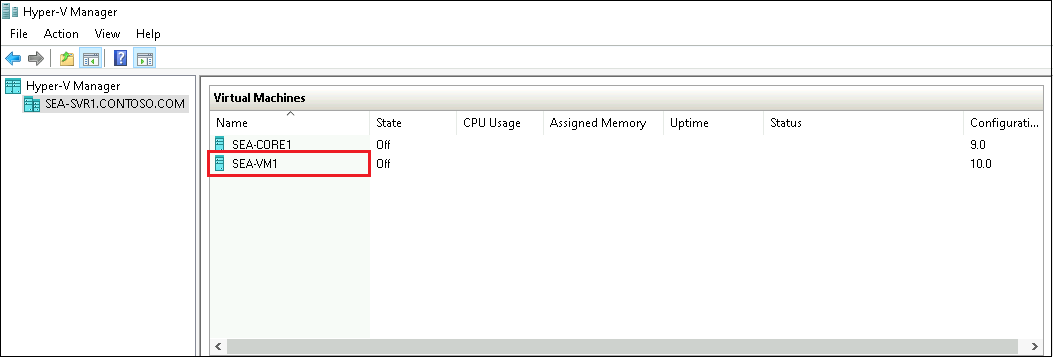 Hyper-V Manager
File Action View Help
Hyper-V Manager
SEA-SVR1.CONTOSO.COM
Virtual Machines
Name State CPU Usage Assigned Memory Uptime Status Configurati...
SEA-CORE1 Off 9.0
SEA-VM1 Off 10.0